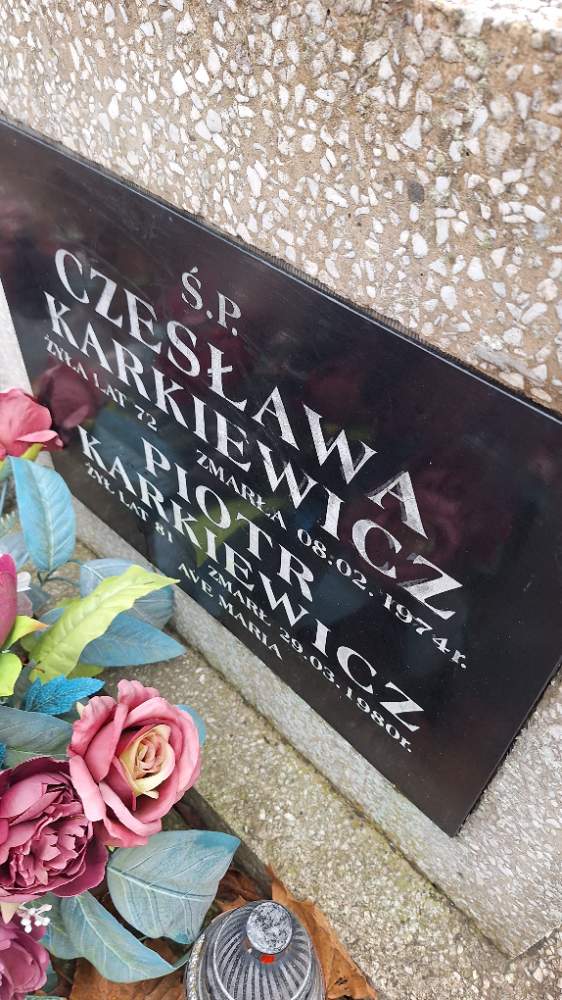 Ś.P.
CZESŁAWA
KARKIEWICZ
ŻYŁA LAT 72 ZMARŁA 08.02.1974r.
PIOTR
KARKIEWICZ
ŻYŁ LAT 81 ZMARŁ 29.03.1980r.
AVE MARIA